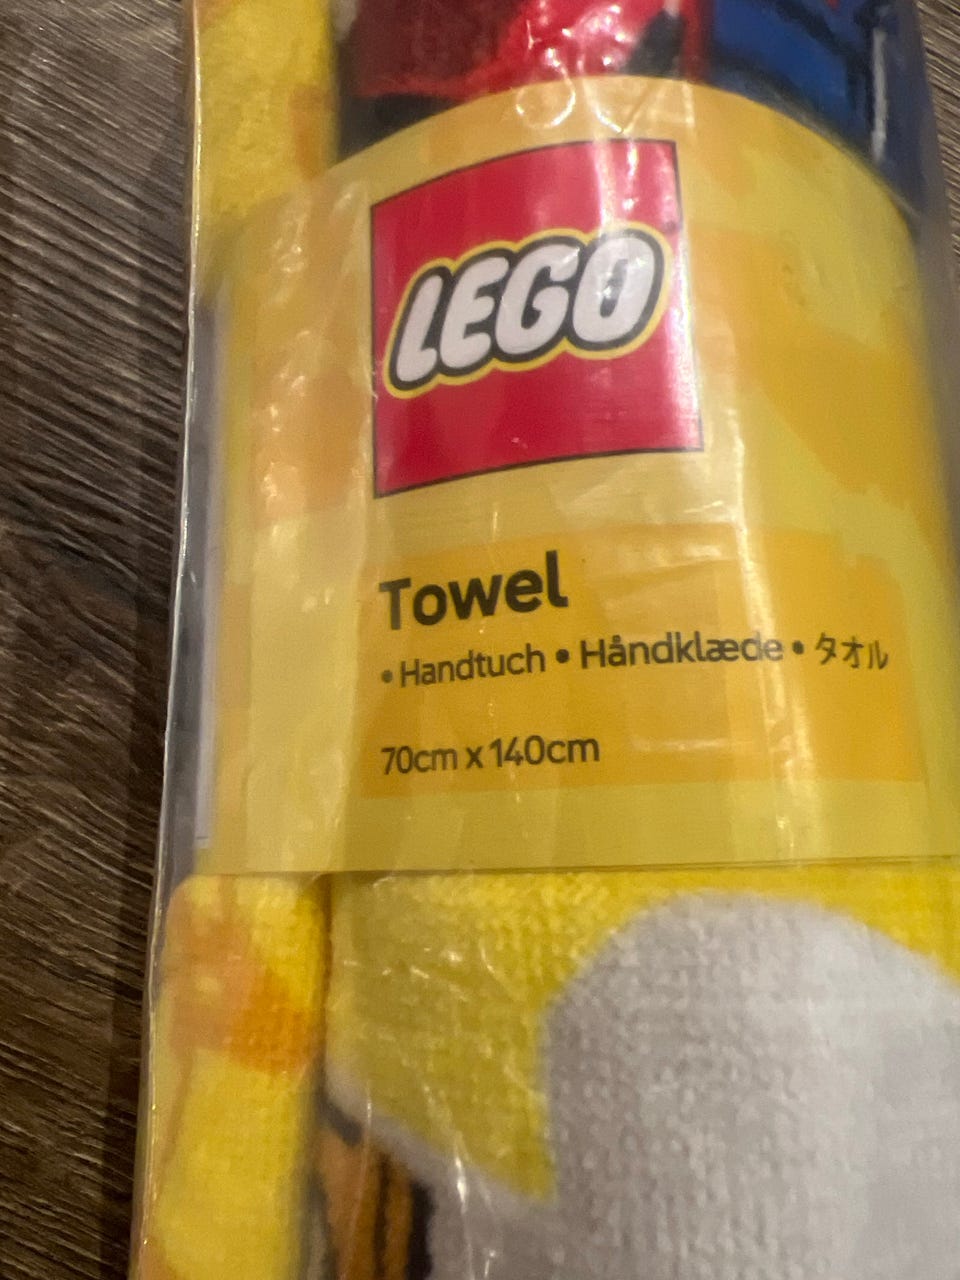 LEGO
Towel
• Handtuch • Håndklæde • タオル
70cm x 140cm